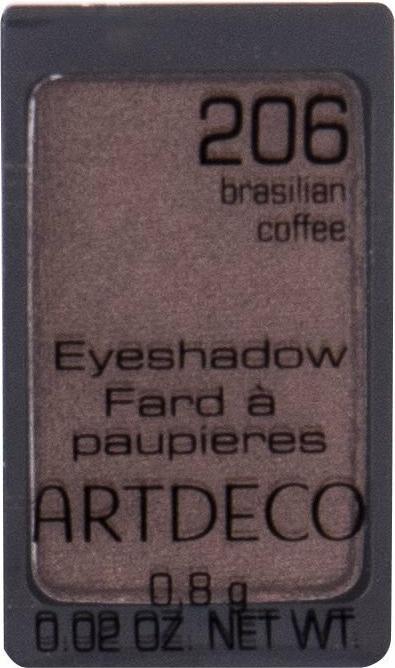 206
brasilian
coffee
Eyeshadow
Fard à
paupieres
ARTDECO
0,8 g
0.02 OZ. NET WT.